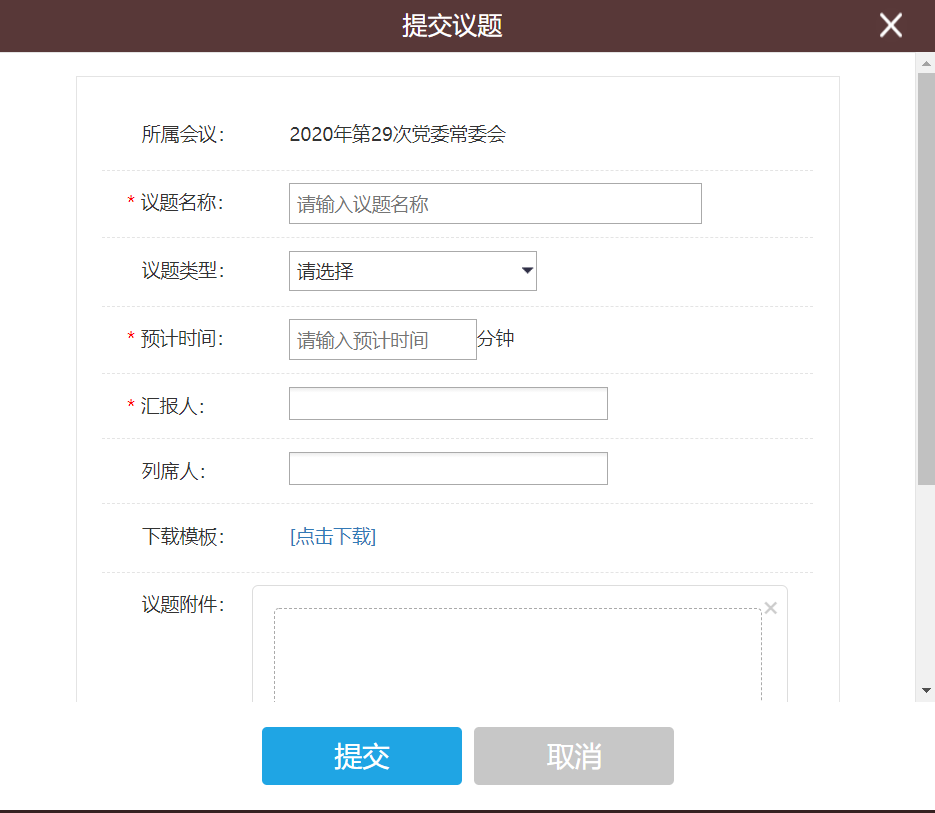 提交议题
所属会议： 2020年第29次党委常委会
* 议题名称： 请输入议题名称
议题类型： 请选择
* 预计时间： 请输入预计时间 分钟
* 汇报人：
列席人：
下载模板： [点击下载]
议题附件：
提交 取消